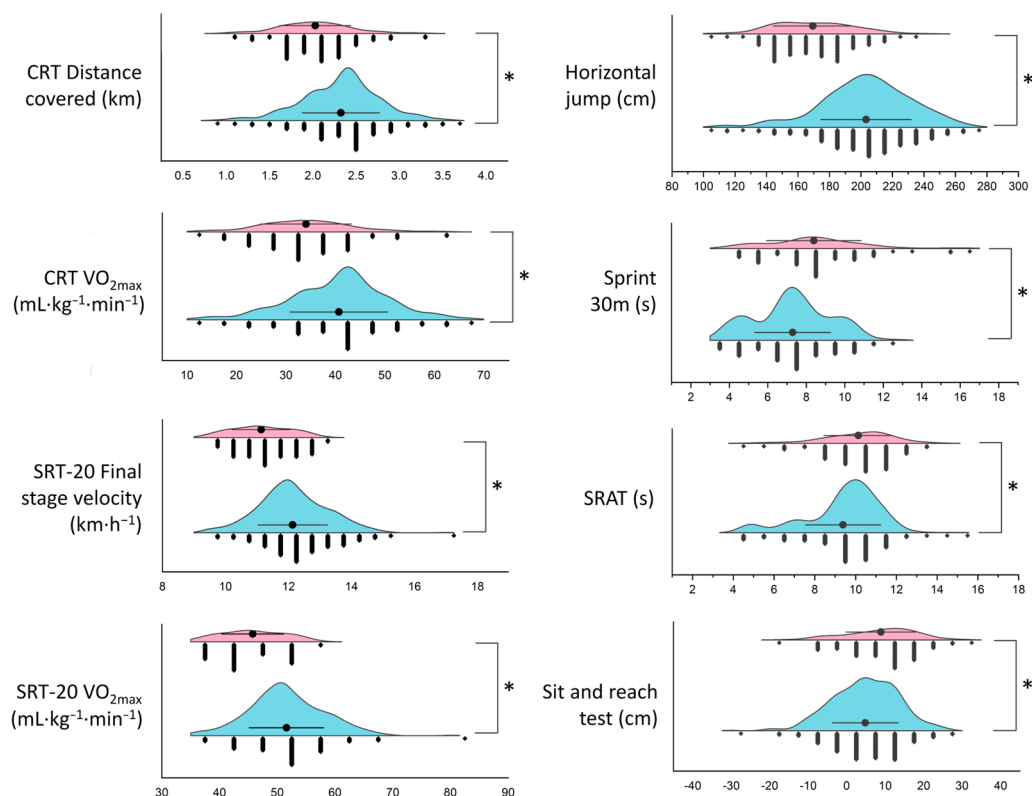 CRT Distance
covered (km)
*
0.5 1.0 1.5 2.0 2.5 3.0 3.5 4.0
Horizontal
jump (cm)
*
80 100 120 140 160 180 200 220 240 260 280 300
CRT VO2max
(mL·kg−1·min−1)
*
10 20 30 40 50 60 70
Sprint
30m (s)
*
2 4 6 8 10 12 14 16 18
SRT-20 Final
stage velocity
(km·h−1)
*
8 10 12 14 16 18
SRAT (s)
*
2 4 6 8 10 12 14 16 18
SRT-20 VO2max
(mL·kg−1·min−1)
*
30 40 50 60 70 80 90
Sit and reach
test (cm)
*
-40 -30 -20 -10 0 10 20 30 40